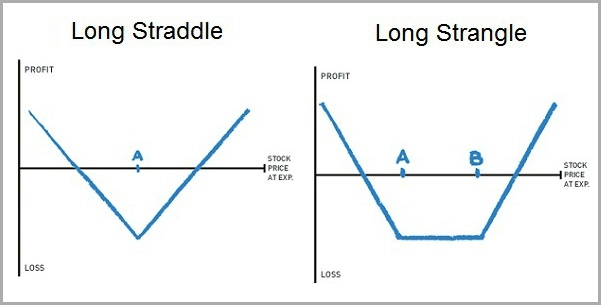 Long Straddle
PROFIT
A
STOCK
PRICE
AT EXP.
LOSS
Long Strangle
PROFIT
A
B
STOCK
PRICE
AT EXP.
LOSS